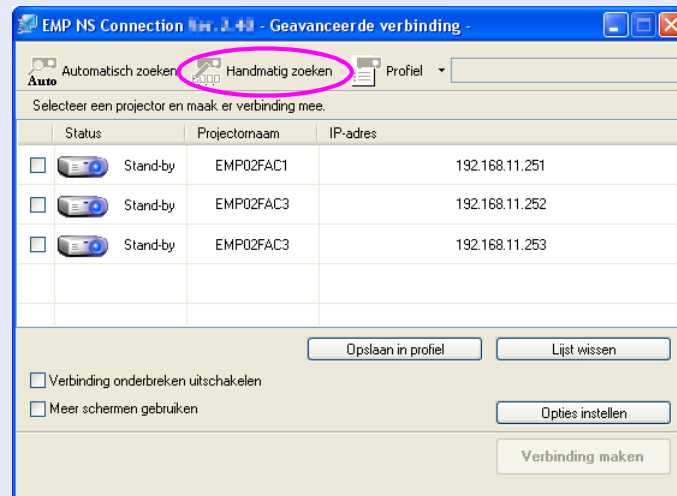 EMP NS Connection - Geavanceerde verbinding -
Auto Automatisch zoeken Handmatig zoeken Profiel
Selecteer een projector en maak er verbinding mee.
Status Projectornaam IP-adres
Stand-by EMP02FAC1 192.168.11.251
Stand-by EMP02FAC3 192.168.11.252
Stand-by EMP02FAC3 192.168.11.253
Opslaan in profiel Lijst wissen
Verbinding onderbreken uitschakelen
Meer schermen gebruiken
Opties instellen
Verbinding maken